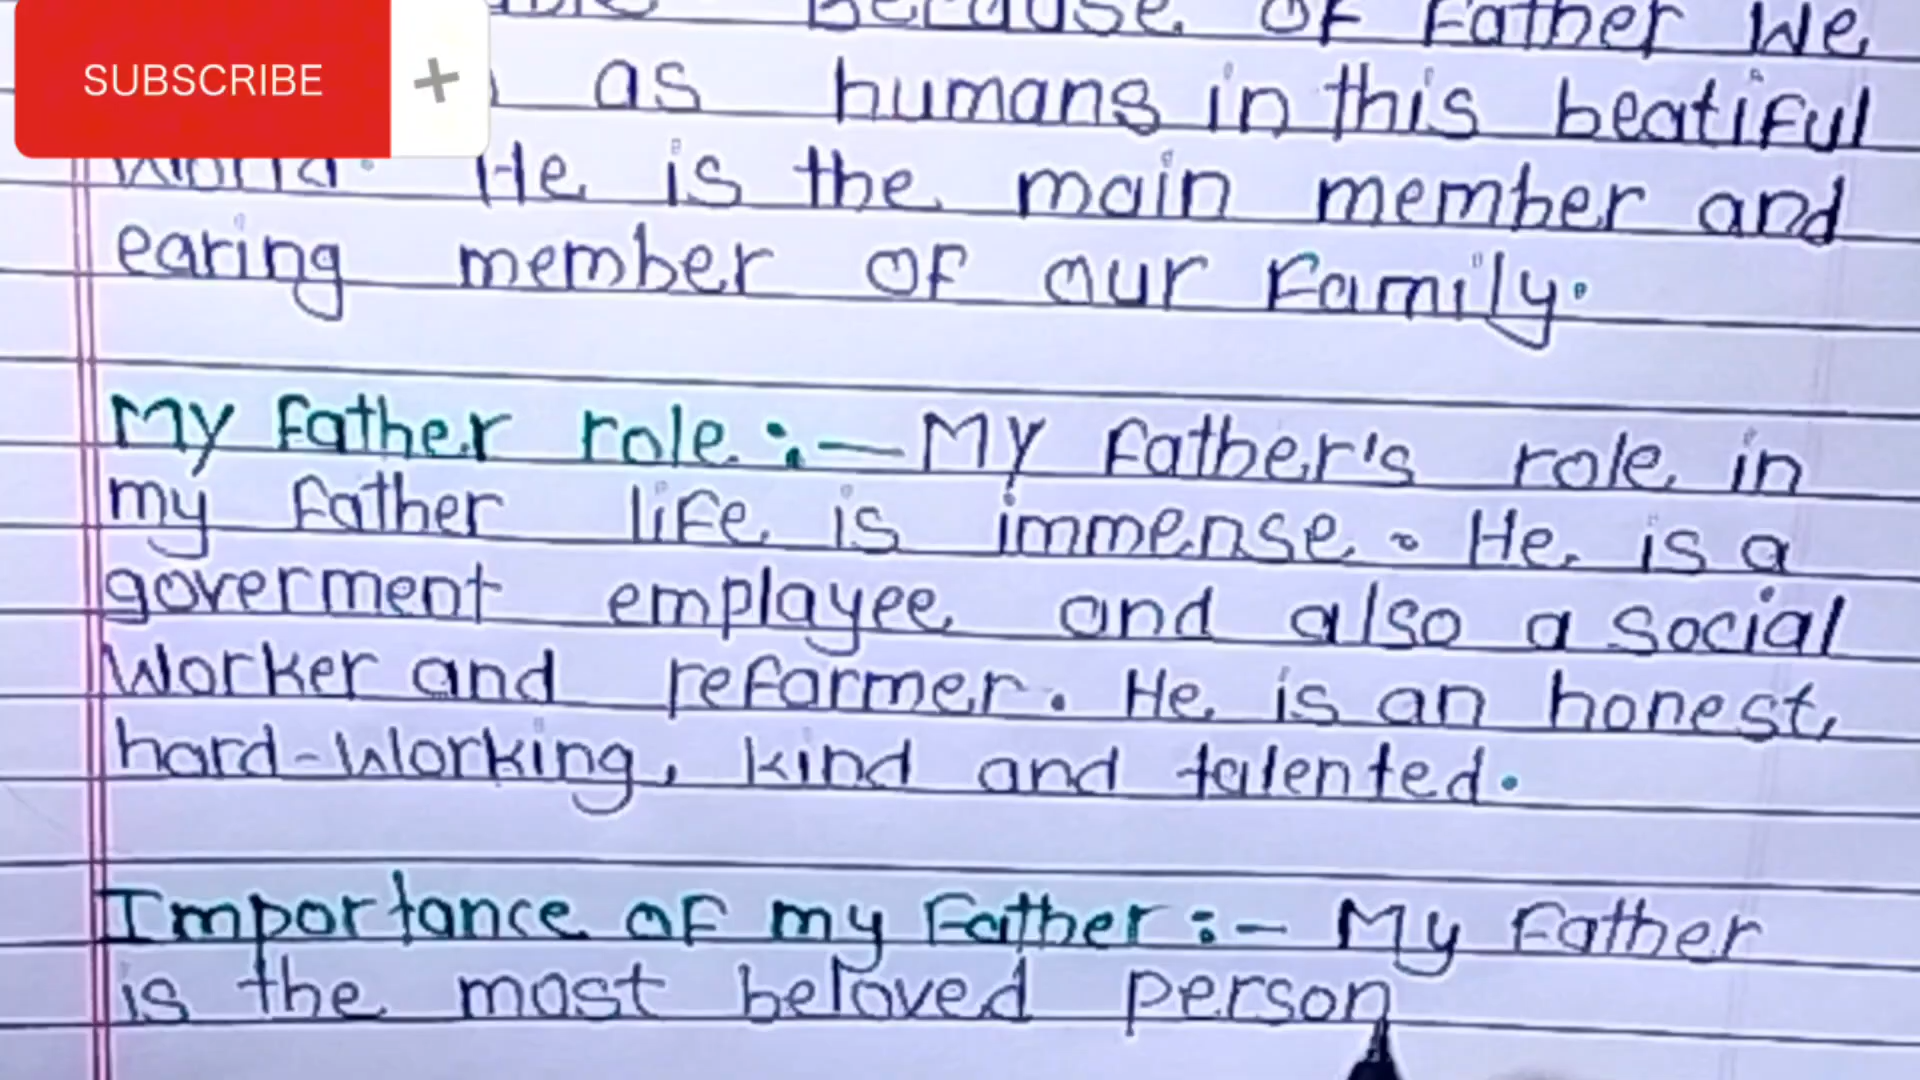 SUBSCRIBE +
Because of Father We
as humans in this beatiful
World. He is the main member and
earing member of our Family.
My Father role :— My Father's role in
my Father life is immense. He is a
goverment employee and also a social
Worker and reformer. He is an honest,
hard-Working, kind and talented.
Importance of my Father :- My Father
is the most beloved person